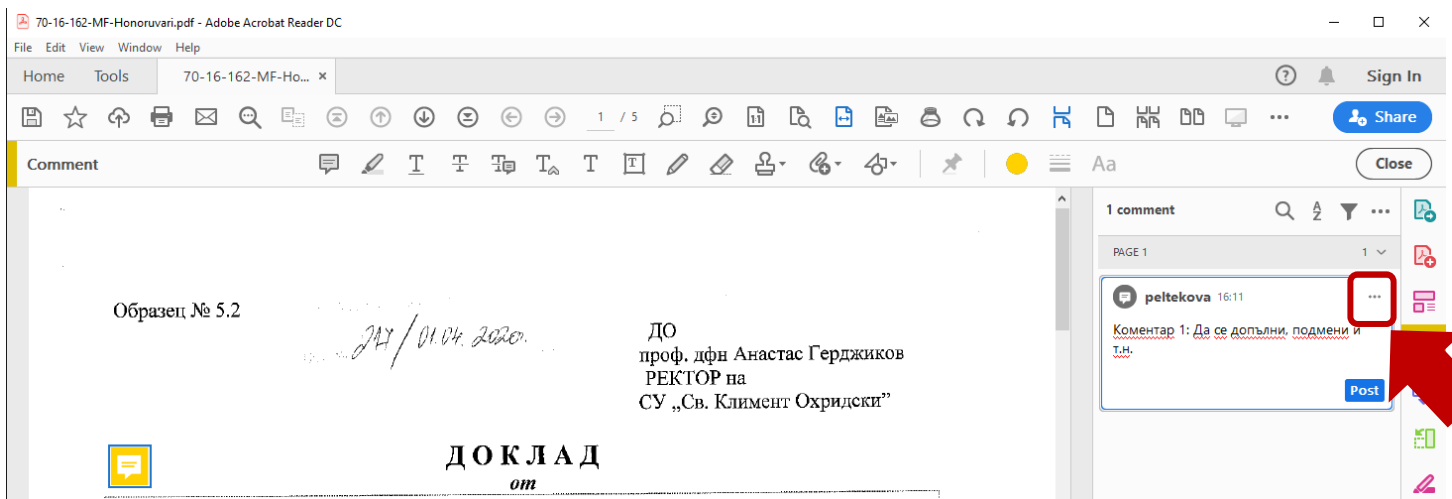 70-16-162-MF-Honoruvari.pdf - Adobe Acrobat Reader DC
File Edit View Window Help
Home Tools 70-16-162-MF-Ho... × Sign In
1 / 5 Share
Comment Aa Close
1 comment
PAGE 1 1
peltekova 16:11
Коментар 1: Да се допълни, подмени и
т.н.
Post
Образец № 5.2
247/01.04.2020.
ДО
проф. дфн Анастас Герджиков
РЕКТОР на
СУ „Св. Климент Охридски”
ДОКЛАД
от